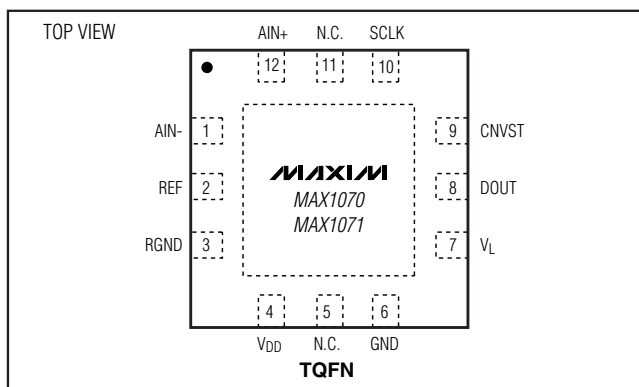 TOP VIEW
AIN+ N.C. SCLK
12 11 10
AIN- 1
9 CNVST
REF 2
8 DOUT
RGND 3
7 VL
MAXIM
MAX1070
MAX1071
4 5 6
VDD N.C. GND
TQFN